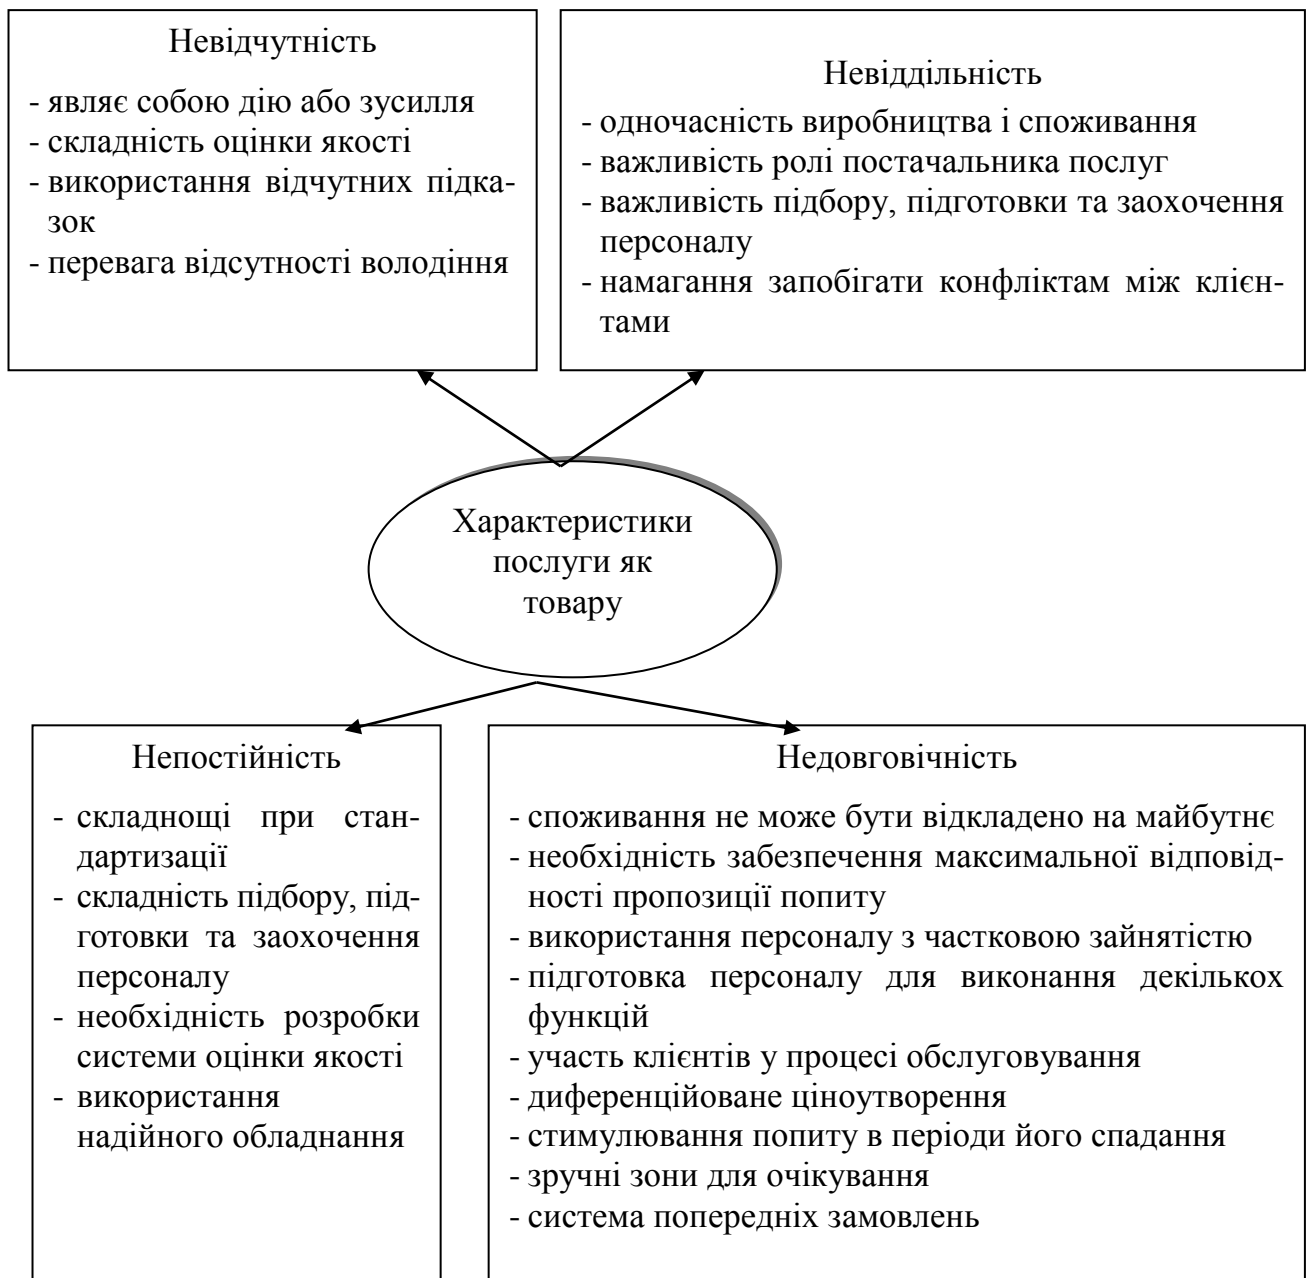 Невідчутність
- являє собою дію або зусилля
- складність оцінки якості
- використання відчутних підка-
зок
- перевага відсутності володіння
Невіддільність
- одночасність виробництва і споживання
- важливість ролі постачальника послуг
- важливість підбору, підготовки та заохочення
персоналу
- намагання запобігати конфліктам між клієн-
тами
Характеристики
послуги як
товару
Непостійність
- складнощі при стан-
дартизації
- складність підбору, під-
готовки та заохочення
персоналу
- необхідність розробки
системи оцінки якості
- використання
надійного обладнання
Недовговічність
- споживання не може бути відкладено на майбутнє
- необхідність забезпечення максимальної відповід-
ності пропозиції попиту
- використання персоналу з частковою зайнятістю
- підготовка персоналу для виконання декількох
функцій
- участь клієнтів у процесі обслуговування
- диференційоване ціноутворення
- стимулювання попиту в періоди його спадання
- зручні зони для очікування
- система попередніх замовлень